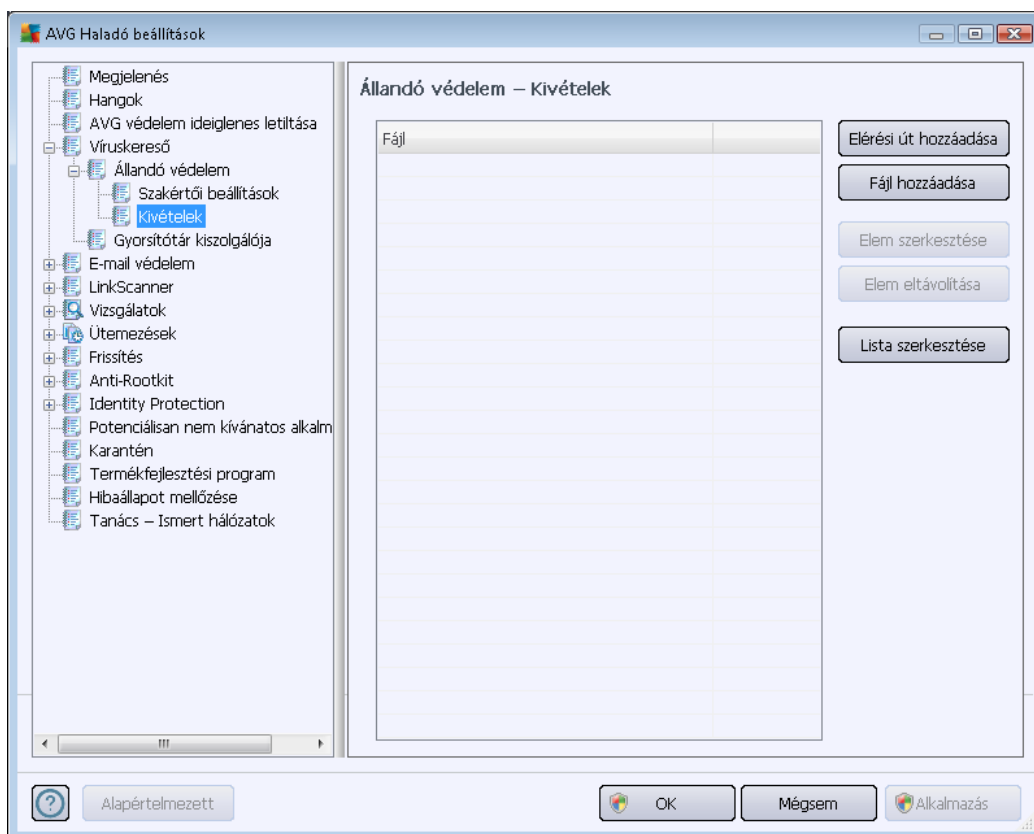 AVG Haladó beállítások
Megjelenés
Hangok
AVG védelem ideiglenes letiltása
Víruskereső
Állandó védelem
Szakértői beállítások
Kivételek
Gyorsítótár kiszolgálója
E-mail védelem
LinkScanner
Vizsgálatok
Ütemezések
Frissítés
Anti-Rootkit
Identity Protection
Potenciálisan nem kívánatos alkalm
Karantén
Termékfejlesztési program
Hibaállapot mellőzése
Tanács – Ismert hálózatok
Állandó védelem – Kivételek
Fájl
Elérési út hozzáadása
Fájl hozzáadása
Elem szerkesztése
Elem eltávolítása
Lista szerkesztése
Alapértelmezett
OK
Mégsem
Alkalmazás